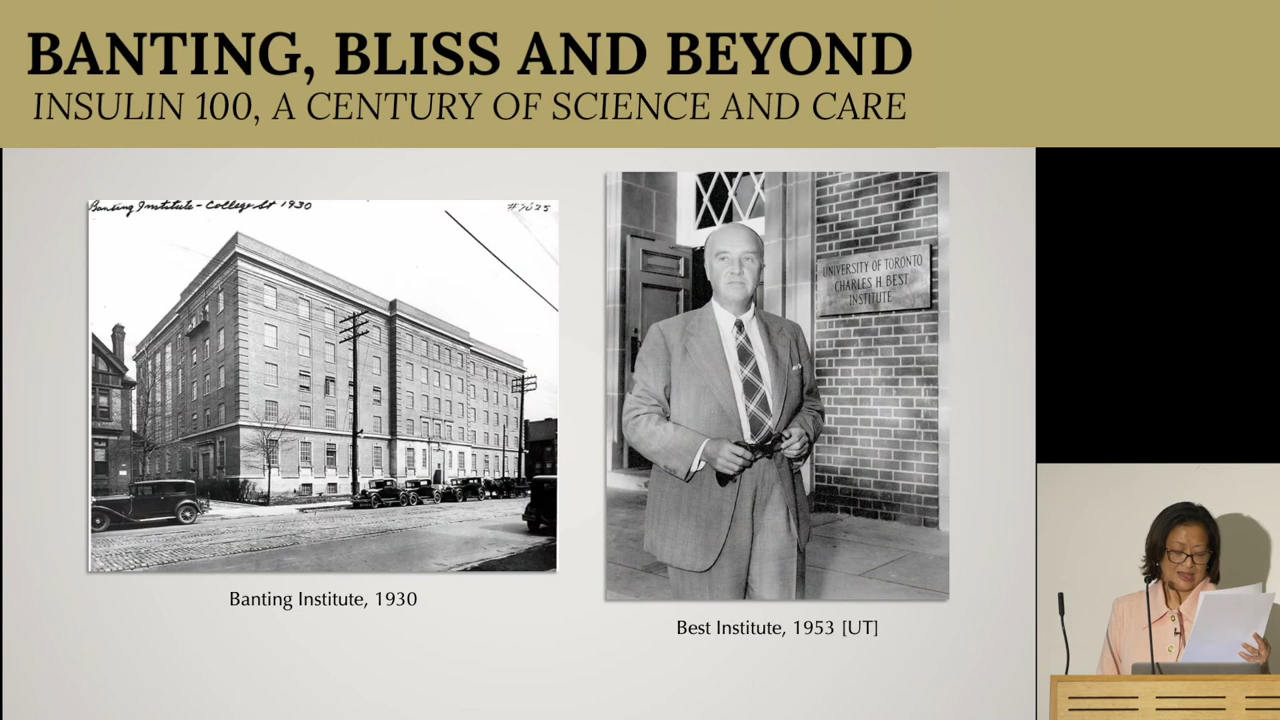 BANTING, BLISS AND BEYOND
INSULIN 100, A CENTURY OF SCIENCE AND CARE
Banting Institute - College St 1930
UNIVERSITY OF TORONTO
CHARLES H. BEST
INSTITUTE
Banting Institute, 1930
Best Institute, 1953 [UT]